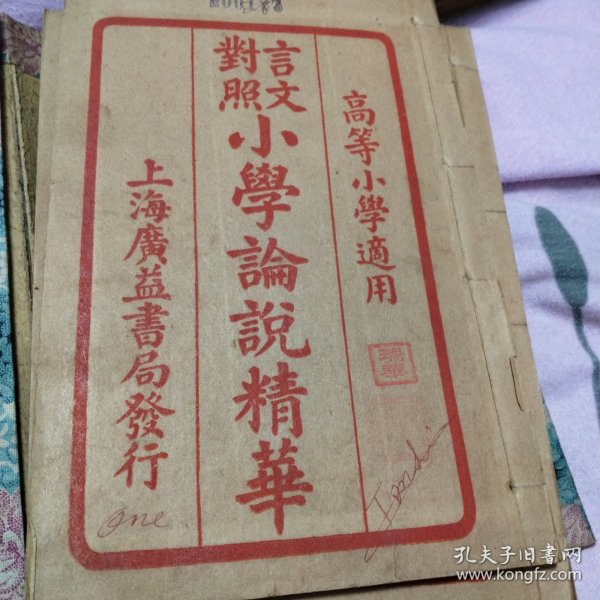 高等小學適用
言文對照
小學論說精華
上海廣益書局發行
one
孔夫子旧书网
www.kongfz.com